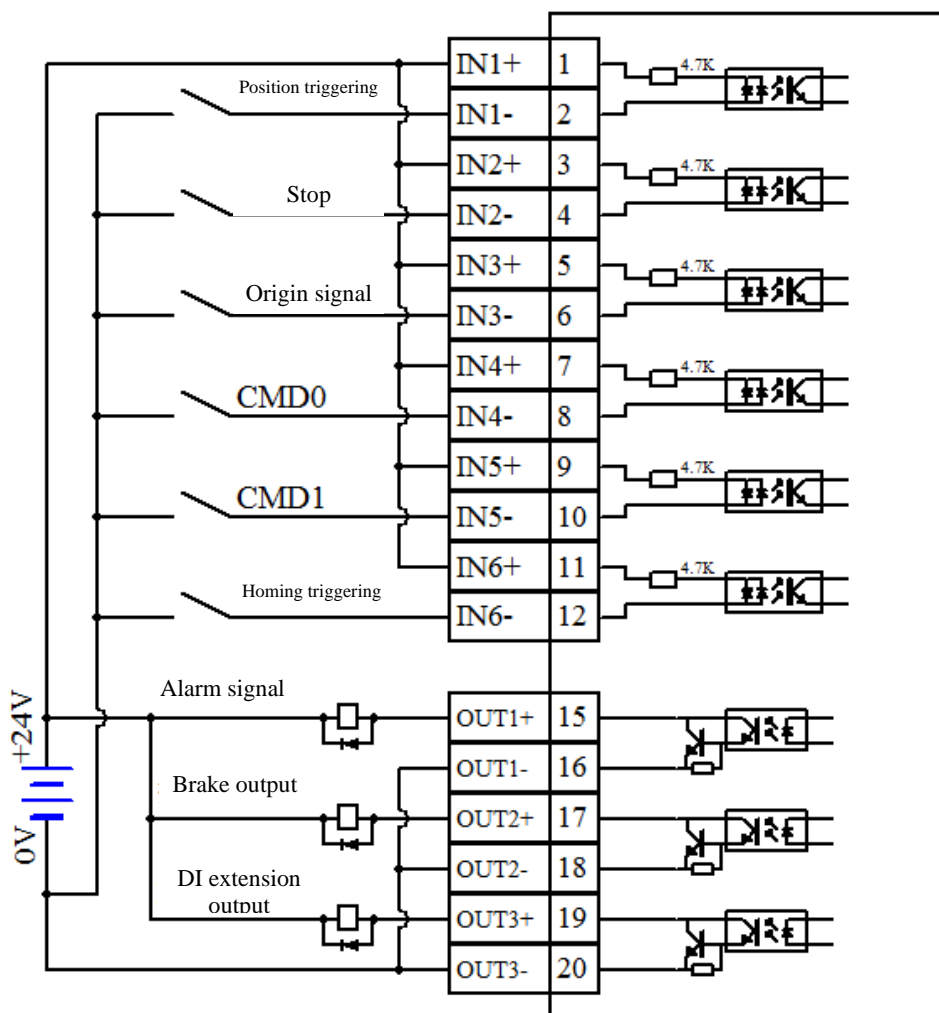 IN1+ 1 4.7K
Position triggering
IN1- 2
IN2+ 3 4.7K
Stop
IN2- 4
IN3+ 5 4.7K
Origin signal
IN3- 6
IN4+ 7 4.7K
CMD0
IN4- 8
IN5+ 9 4.7K
CMD1
IN5- 10
IN6+ 11 4.7K
Homing triggering
IN6- 12
Alarm signal
OUT1+ 15
+24V
OUT1- 16
Brake output
OUT2+ 17
0V
OUT2- 18
DI extension
output
OUT3+ 19
OUT3- 20